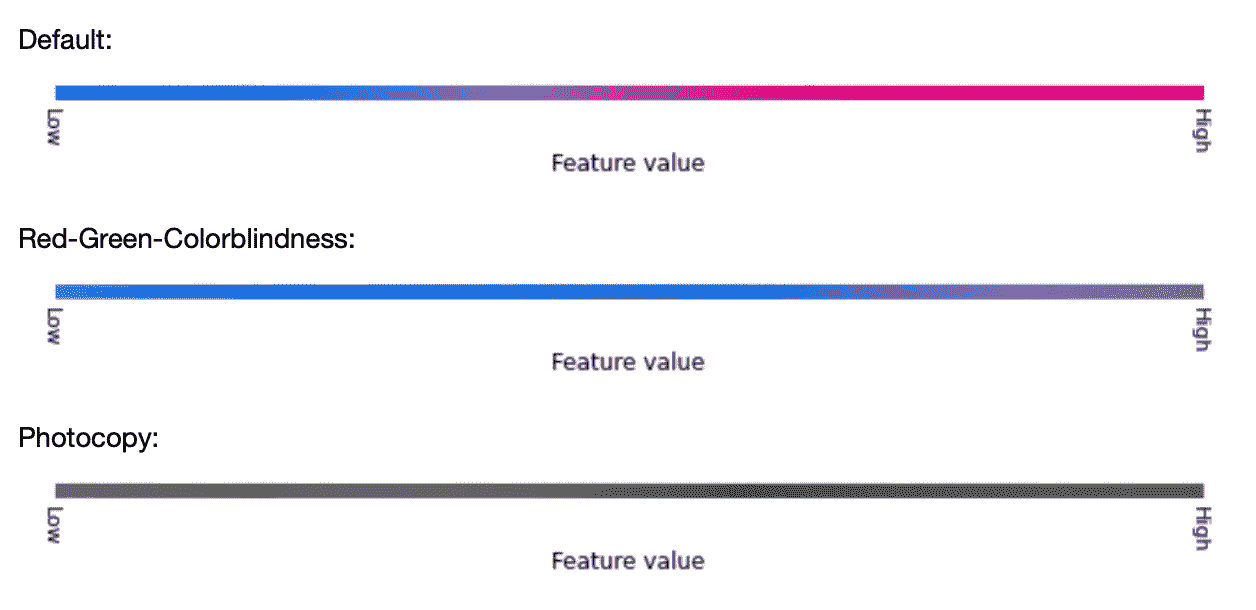 Default:
Low
High
Feature value
Red-Green-Colorblindness:
Low
High
Feature value
Photocopy:
Low
High
Feature value